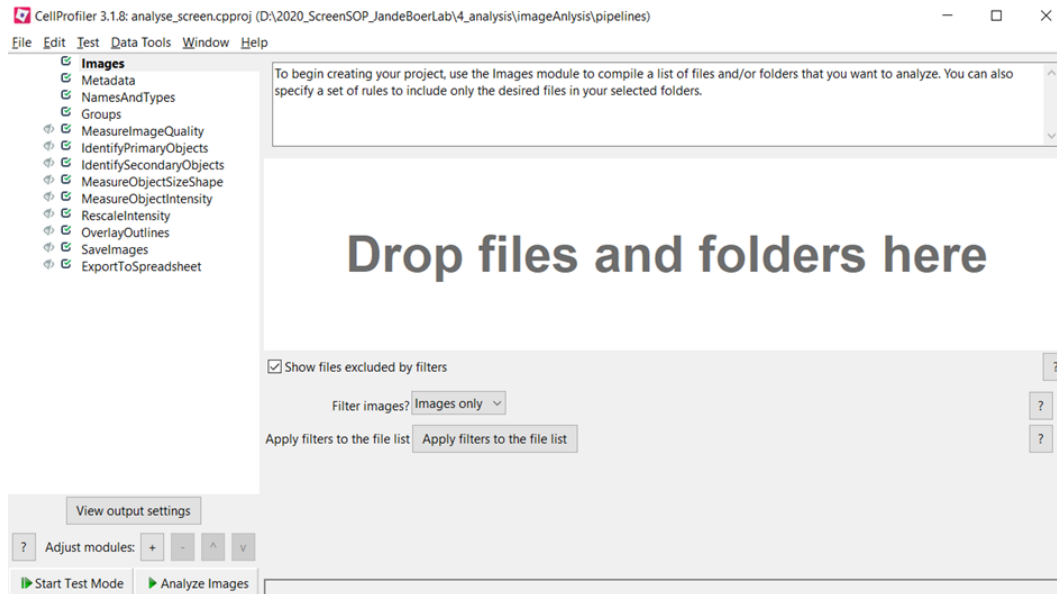 CellProfiler 3.1.8: analyse_screen.cpproj (D:\2020_ScreenSOP_JandeBoerLab\4_analysis\imageAnlysis\pipelines)
File Edit Test Data Tools Window Help
Images
Metadata
NamesAndTypes
Groups
MeasureImageQuality
IdentifyPrimaryObjects
IdentifySecondaryObjects
MeasureObjectSizeShape
MeasureObjectIntensity
RescaleIntensity
OverlayOutlines
SaveImages
ExportToSpreadsheet
View output settings
? Adjust modules: + - ^ v
Start Test Mode Analyze Images
To begin creating your project, use the Images module to compile a list of files and/or folders that you want to analyze. You can also
specify a set of rules to include only the desired files in your selected folders.
Drop files and folders here
Show files excluded by filters ?
Filter images? Images only ?
Apply filters to the file list Apply filters to the file list ?